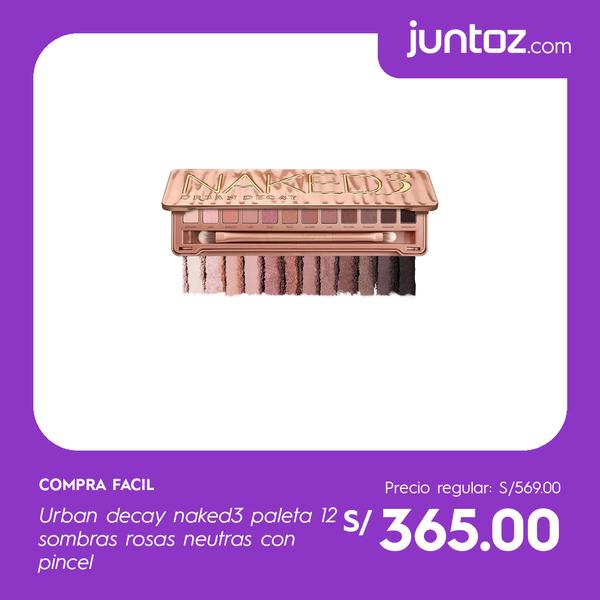 juntoz.com
NAKED3
URBAN DECAY
COMPRA FACIL
Urban decay naked3 paleta 12
sombras rosas neutras con
pincel
Precio regular: S/569.00
S/ 365.00